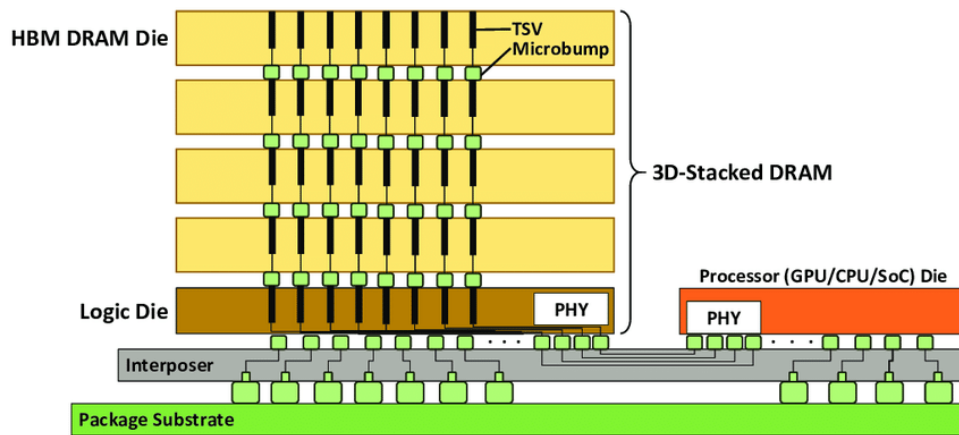 HBM DRAM Die
TSV
Microbump
3D-Stacked DRAM
Processor (GPU/CPU/SoC) Die
Logic Die
PHY
PHY
. . .
. . .
Interposer
Package Substrate